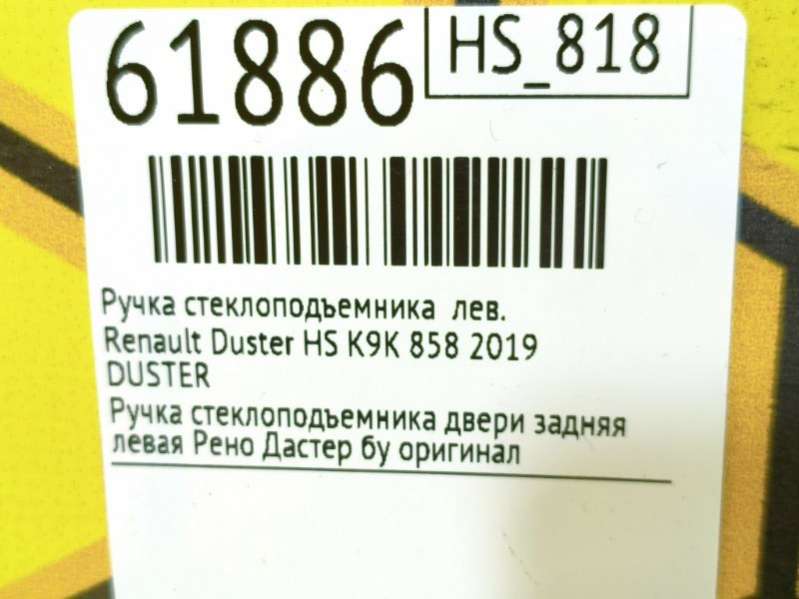 61886
HS_818
Ручка стеклоподъемника лев.
Renault Duster HS K9K 858 2019
DUSTER
Ручка стеклоподъемника двери задняя
левая Рено Дастер бу оригинал